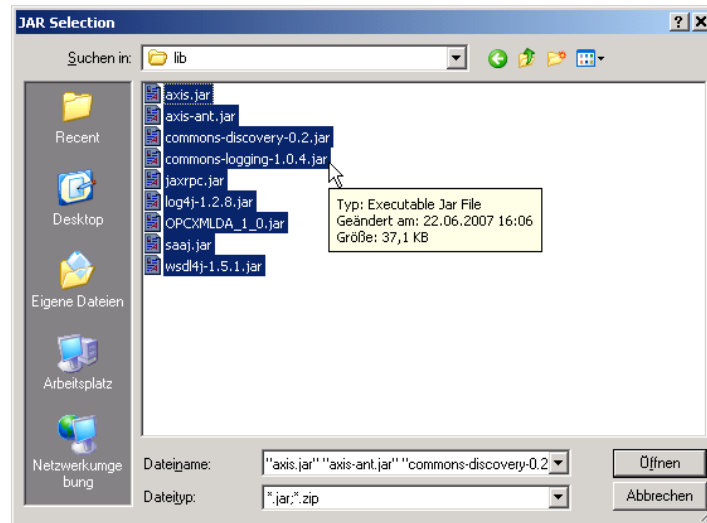 JAR Selection
Suchen in:
lib
Recent
Desktop
Eigene Dateien
Arbeitsplatz
Netzwerkumge
bung
axis.jar
axis-ant.jar
commons-discovery-0.2.jar
commons-logging-1.0.4.jar
jaxrpc.jar
log4j-1.2.8.jar
OPCXMLDA_1_0.jar
saaj.jar
wsdl4j-1.5.1.jar
Typ: Executable Jar File
Geändert am: 22.06.2007 16:06
Größe: 37,1 KB
Dateiname:
"axis.jar" "axis-ant.jar" "commons-discovery-0.2
Öffnen
Dateityp:
*.jar;*.zip
Abbrechen